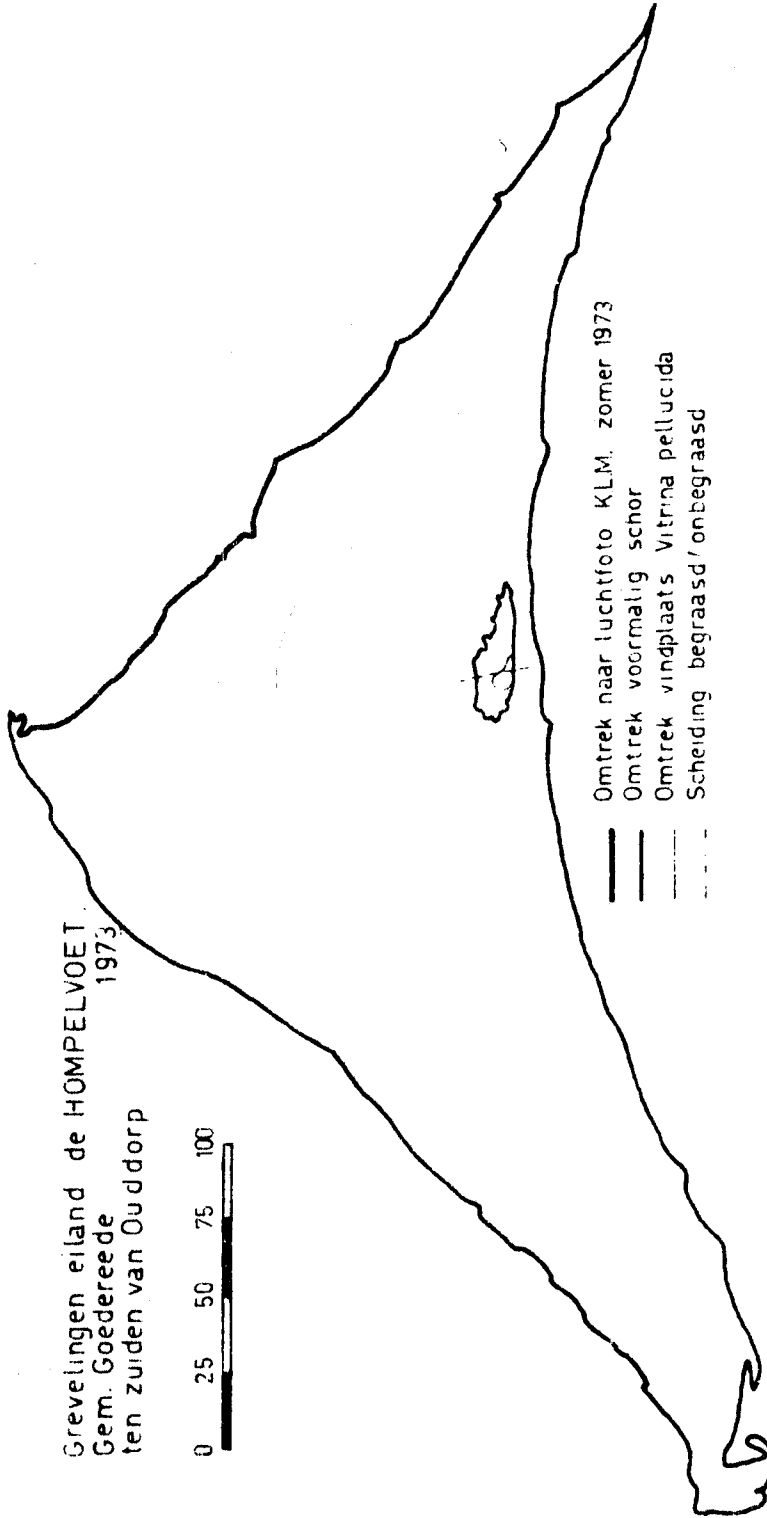 Grevelingen eiland de HOMPELVOET
Gem. Goedereede 1973
ten zuiden van Ouddorp
0 25 50 75 100
Omtrek naar luchtfoto KLM. zomer 1973
Omtrek voormalig schor
Omtrek vindplaats Vitrina pellucida
Scheiding begraasd/onbegraasd